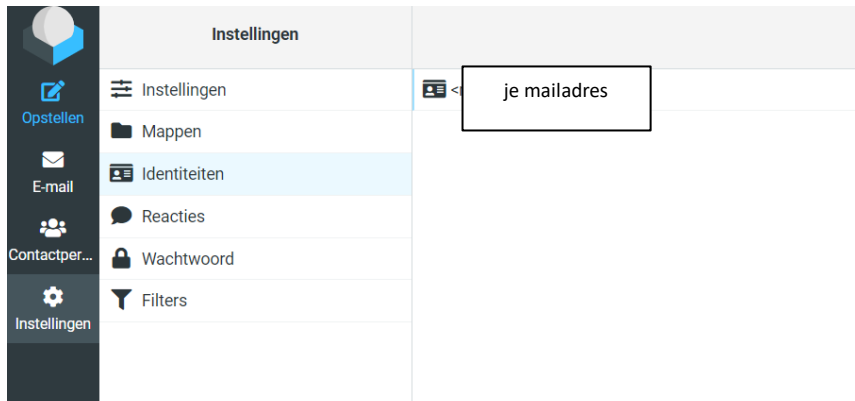 Instellingen
Opstellen
E-mail
Contactper...
Instellingen
Instellingen
Mappen
Identiteiten
Reacties
Wachtwoord
Filters
je mailadres